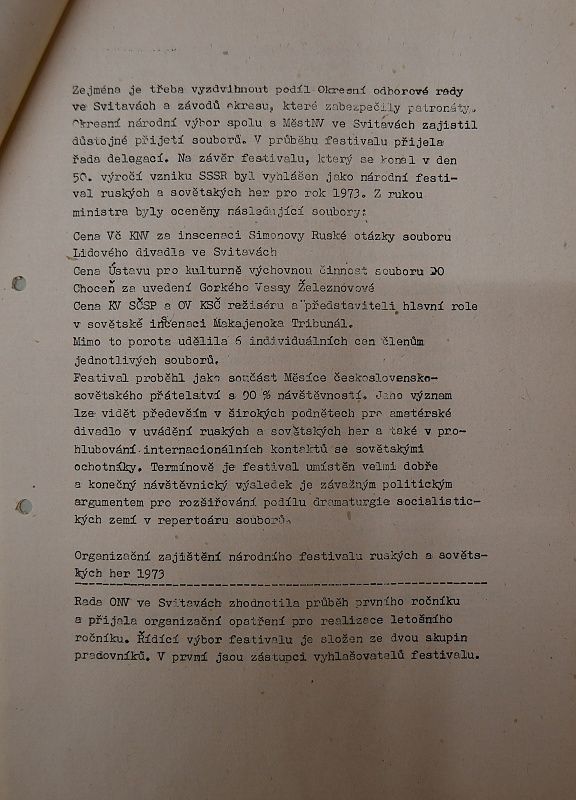 Zejména je třeba vyzdvihnout podíl Okresní odborové rady
ve Svitavách a závodů okresu, které zabezpečily patronáty.
Okresní národní výbor spolu s MěstNV ve Svitavách zajistil
důstojné přijetí souborů. V průběhu festivalu přijela
řada delegací. Na závěr festivalu, který se konal v den
50. výročí vzniku SSSR byl vyhlášen jako národní festi-
val ruských a sovětských her pro rok 1973. Z rukou
ministra byly oceněny následující soubory:
Cena Vč KNV za inscenaci Simonovy Ruské otázky souboru
Lidového divadla ve Svitavách
Cena Ústavu pro kulturně výchovnou činnost souboru DO
Choceň za uvedení Gorkého Vassy Železnovové
Cena KV SČSP a OV KSČ režiséru a představiteli hlavní role
v sovětské incenaci Makajenoka Tribunál.
Mimo to porota udělila 6 individuálních cen členům
jednotlivých souborů.
Festival proběhl jako součást Měsíce československo-
sovětského přátelství s 90 % návštěvností. Jeho význam
lze vidět především v širokých podnětech pro amatérské
divadlo v uvádění ruských a sovětských her a také v pro-
hlubování internacionálních kontaktů se sovětskými
ochotníky. Termínově je festival umístěn velmi dobře
a konečný návštěvnický výsledek je závažným politickým
argumentem pro rozšiřování podílu dramaturgie socialistic-
kých zemí v repertoáru souborů.
Organizační zajištění národního festivalu ruských a sověts-
kých her 1973
Rada ONV ve Svitavách zhodnotila průběh prvního ročníku
a přijala organizační opatření pro realizace letošního
ročníku. Řídící výbor festivalu je složen ze dvou skupin
pracovníků. V první jsou zástupci vyhlašovatelů festivalu.